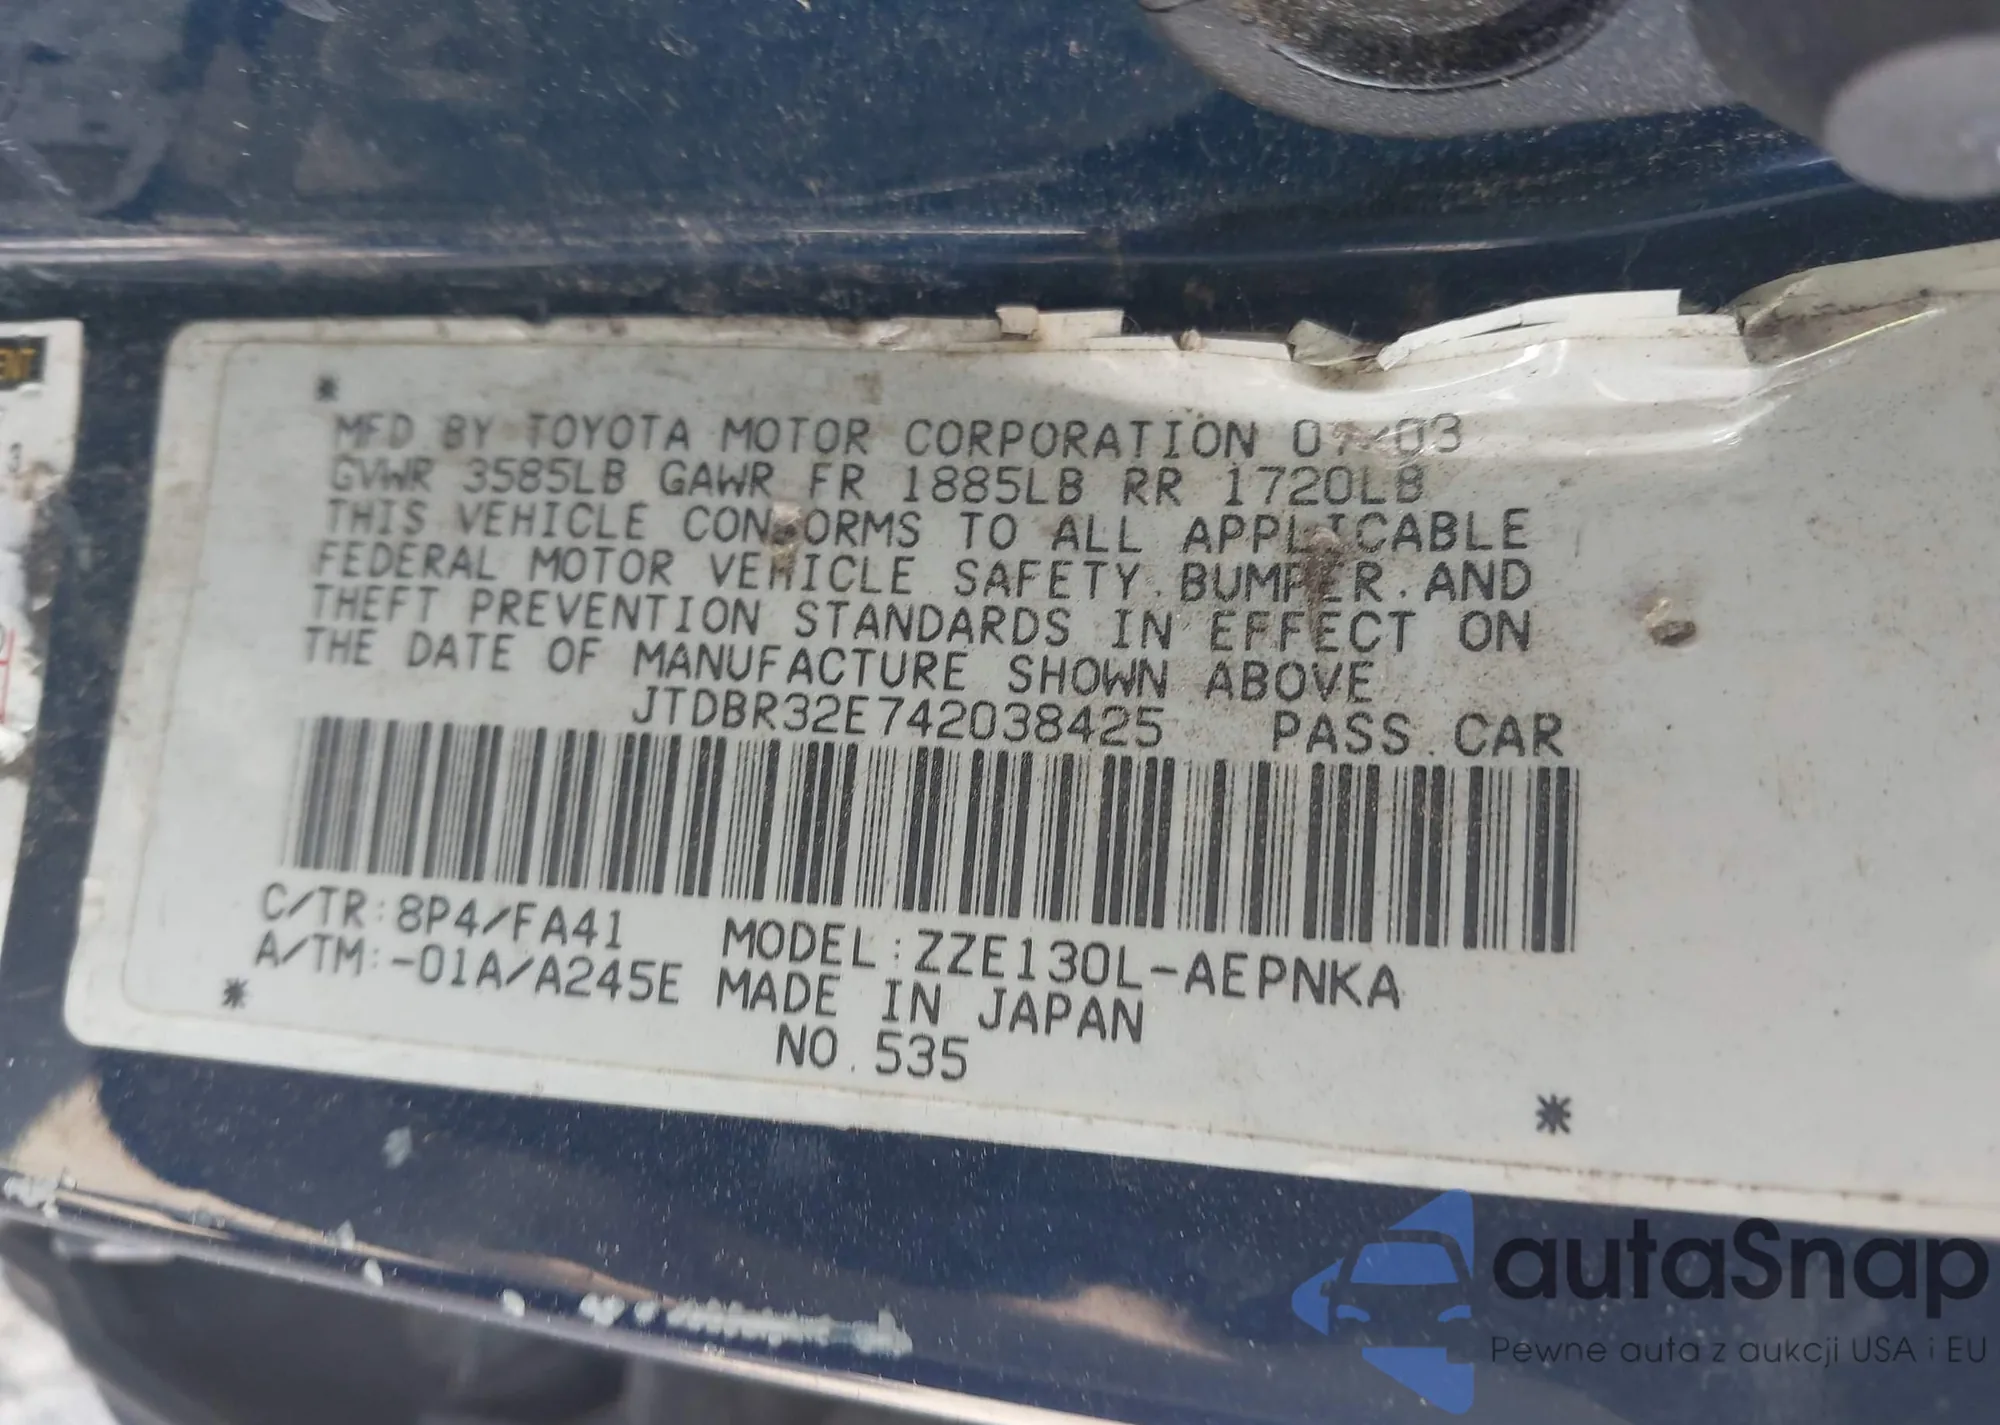 MFD.BY TOYOTA MOTOR CORPORATION
GVWR 3585LB GAWR FR 1885LB RR 1720LB
THIS VEHICLE CONFORMS TO ALL APPLICABLE
FEDERAL MOTOR VEHICLE SAFETY.BUMPER.AND
THEFT PREVENTION STANDARDS IN EFFECT ON
THE DATE OF MANUFACTURE SHOWN ABOVE
JTDBR32E742038425 PASS.CAR
C/TR:8P4/FA41 MODEL:ZZE130L-AEPNKA
A/TM:-01A/A245E MADE IN JAPAN
NO.535
autaSnap
Pewne auta z aukcji USA i EU